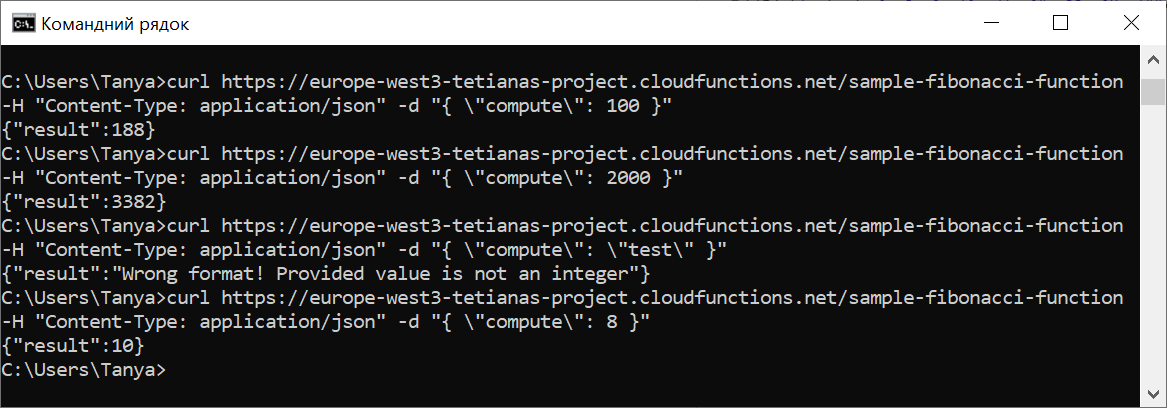 Командний рядок
C:\Users\Tanya>curl https://europe-west3-tetianas-project.cloudfunctions.net/sample-fibonacci-function
-H "Content-Type: application/json" -d "{ \"compute\": 100 }"
{"result":188}
C:\Users\Tanya>curl https://europe-west3-tetianas-project.cloudfunctions.net/sample-fibonacci-function
-H "Content-Type: application/json" -d "{ \"compute\": 2000 }"
{"result":3382}
C:\Users\Tanya>curl https://europe-west3-tetianas-project.cloudfunctions.net/sample-fibonacci-function
-H "Content-Type: application/json" -d "{ \"compute\": \"test\" }"
{"result":"Wrong format! Provided value is not an integer"}
C:\Users\Tanya>curl https://europe-west3-tetianas-project.cloudfunctions.net/sample-fibonacci-function
-H "Content-Type: application/json" -d "{ \"compute\": 8 }"
{"result":10}
C:\Users\Tanya>